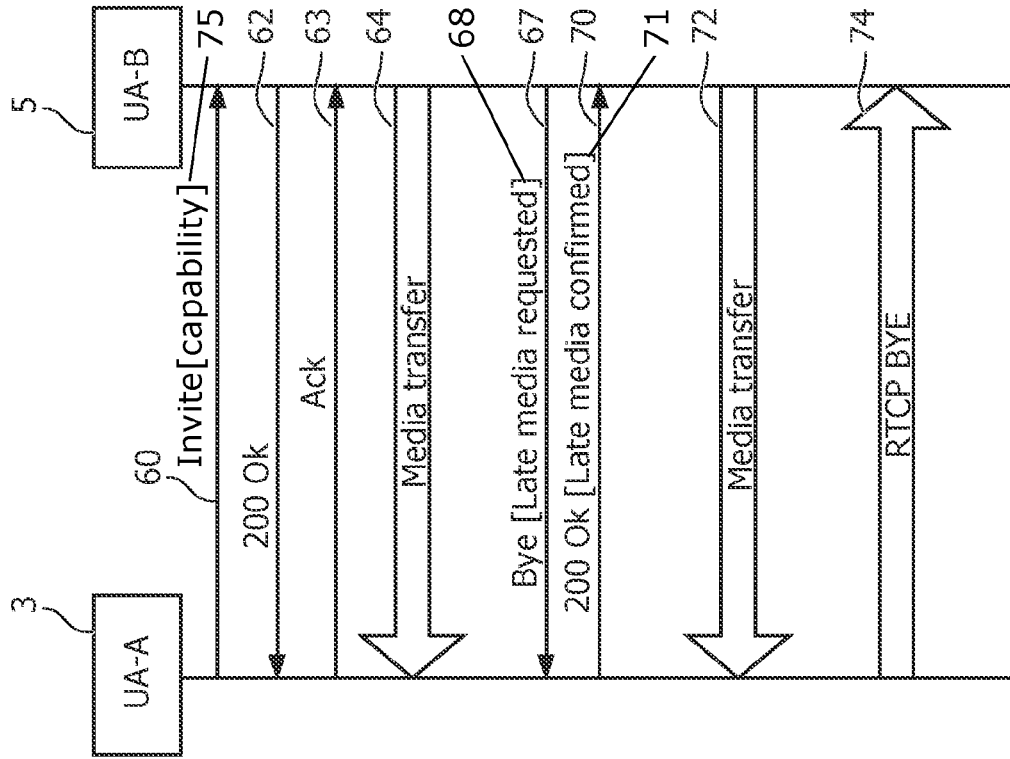 3
UA-A
5
UA-B
60
Invite[capability]
75
200 Ok
62
Ack
63
Media transfer
64
Bye [Late media requested]
68
67
200 Ok [Late media confirmed]
70
71
Media transfer
72
RTCP BYE
74